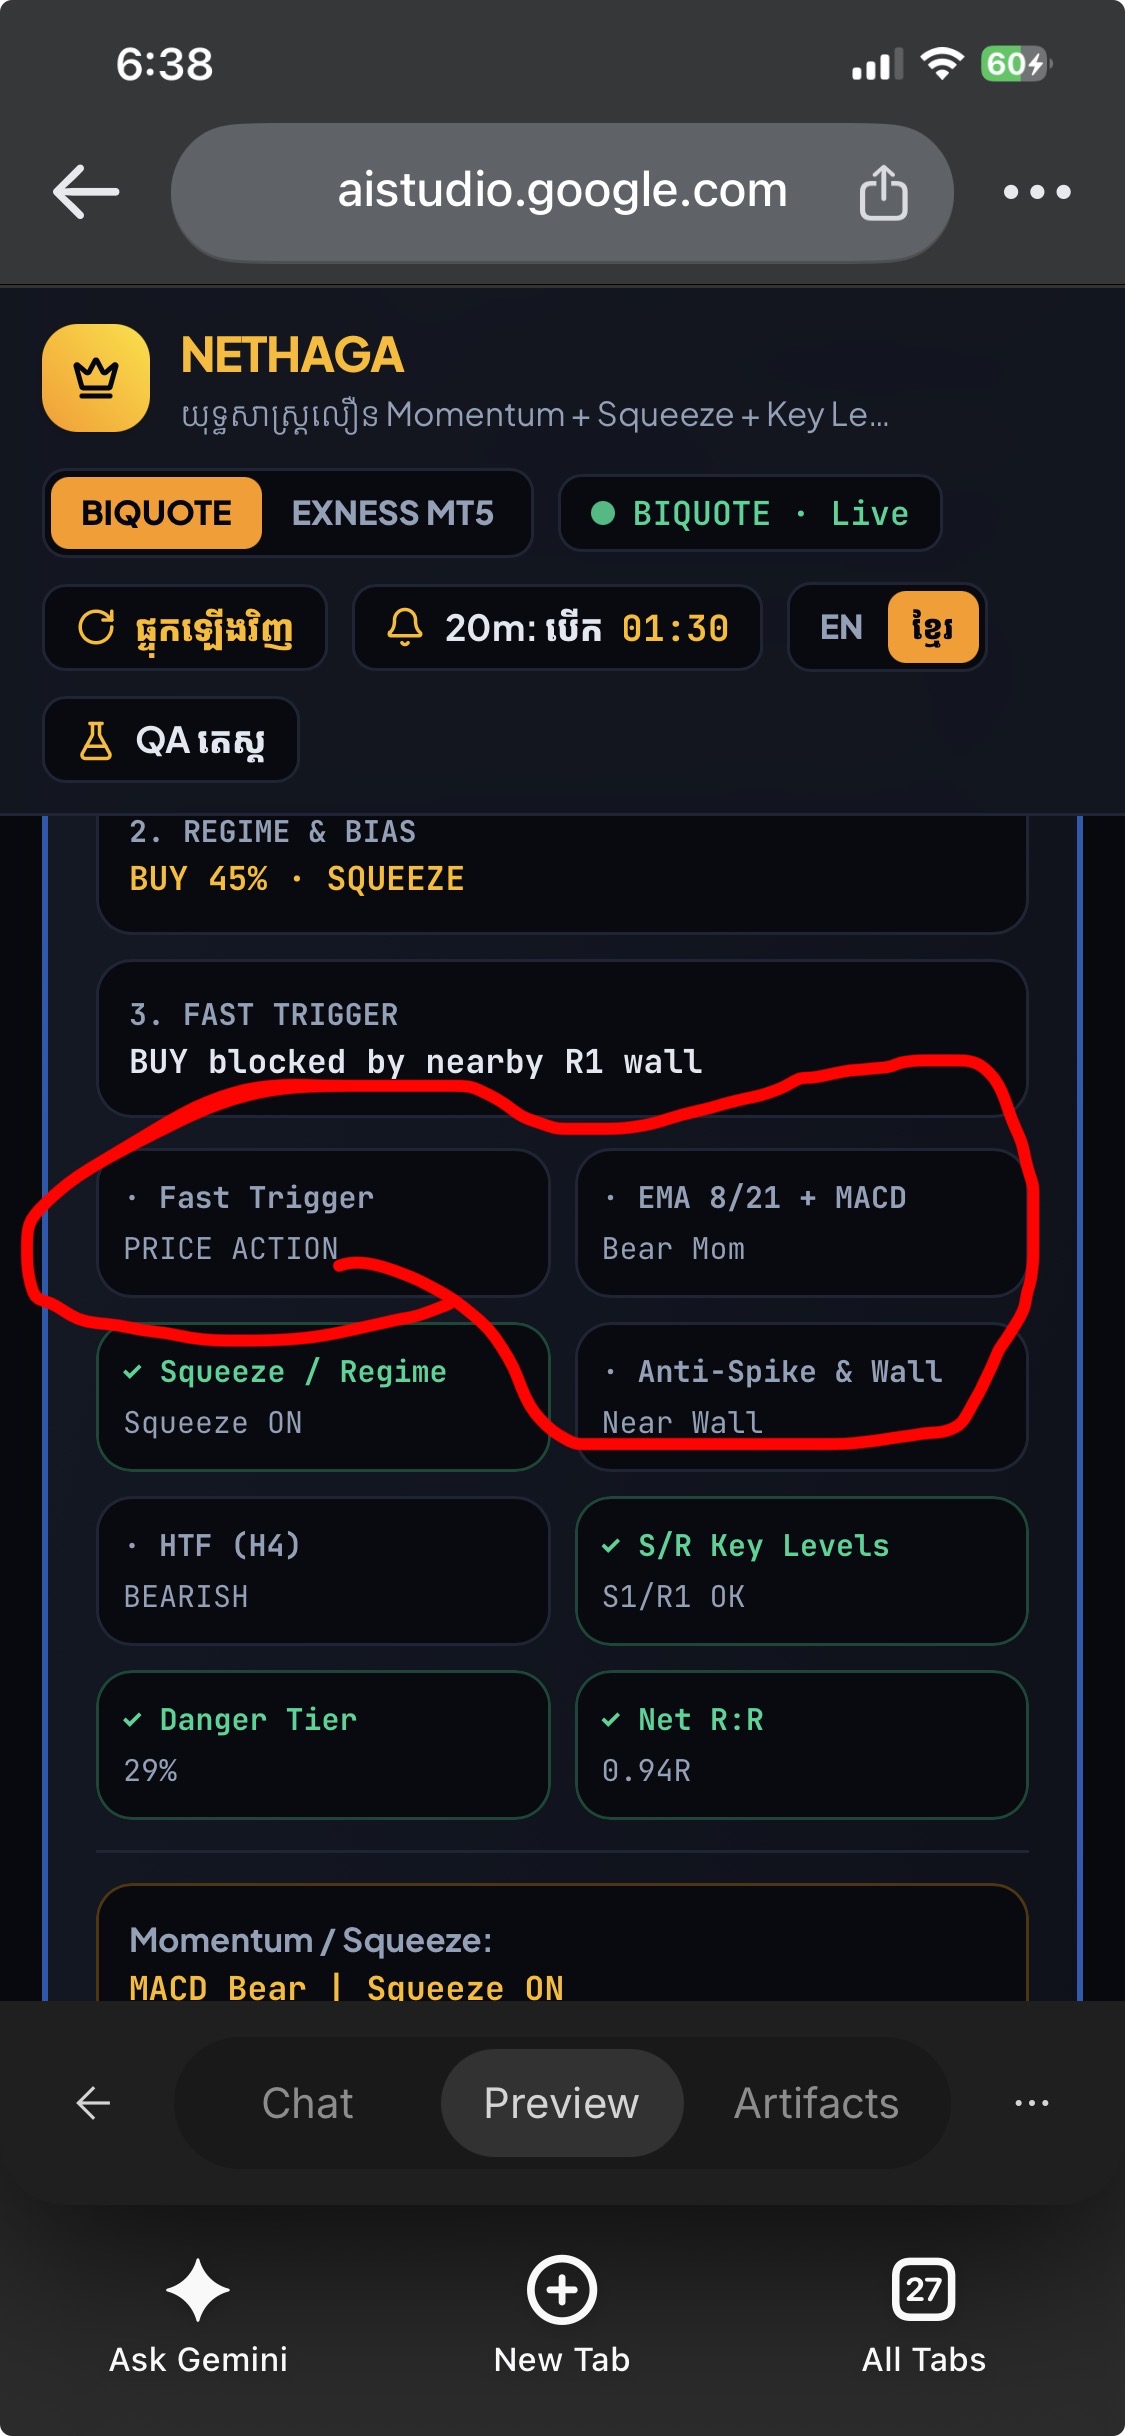 6:38
60
aistudio.google.com
NETHAGA
យុទ្ធសាស្ត្រលឿន Momentum + Squeeze + Key Le...
BIQUOTE EXNESS MT5 BIQUOTE · Live
ផ្ទុកឡើងវិញ 20m: បើក 01:30 EN ខ្មែរ
QA តេស្ត
2. REGIME & BIAS
BUY 45% · SQUEEZE
3. FAST TRIGGER
BUY blocked by nearby R1 wall
· Fast Trigger
PRICE ACTION
· EMA 8/21 + MACD
Bear Mom
✓ Squeeze / Regime
Squeeze ON
· Anti-Spike & Wall
Near Wall
· HTF (H4)
BEARISH
✓ S/R Key Levels
S1/R1 OK
✓ Danger Tier
29%
✓ Net R:R
0.94R
Momentum / Squeeze:
MACD Bear | Squeeze ON
Chat Preview Artifacts
27
Ask Gemini New Tab All Tabs